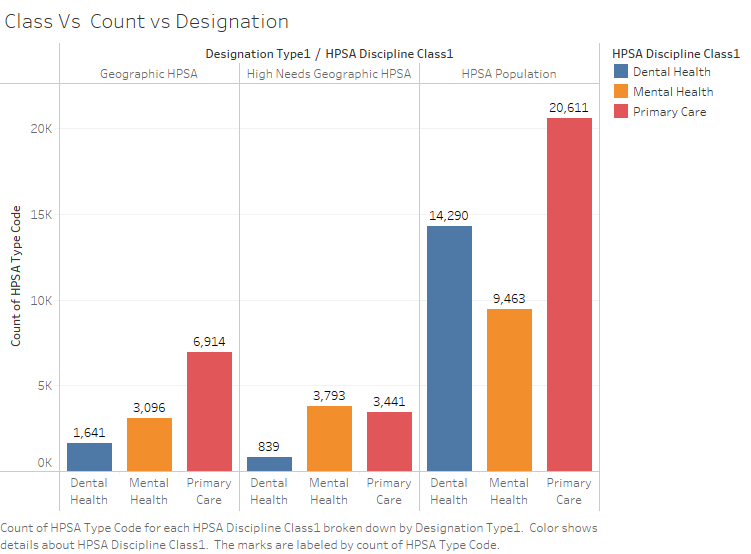 Class Vs  Count vs Designation
Designation Type1 / HPSA Discipline Class1
Geographic HPSA
High Needs Geographic HPSA
HPSA Population
HPSA Discipline Class1
Dental Health
Mental Health
Primary Care
Count of HPSA Type Code
20K
15K
10K
5K
0K
1,641
3,096
6,914
839
3,793
3,441
14,290
9,463
20,611
Dental
Health
Mental
Health
Primary
Care
Dental
Health
Mental
Health
Primary
Care
Dental
Health
Mental
Health
Primary
Care
Count of HPSA Type Code for each HPSA Discipline Class1 broken down by Designation Type1.  Color shows
details about HPSA Discipline Class1.  The marks are labeled by count of HPSA Type Code.